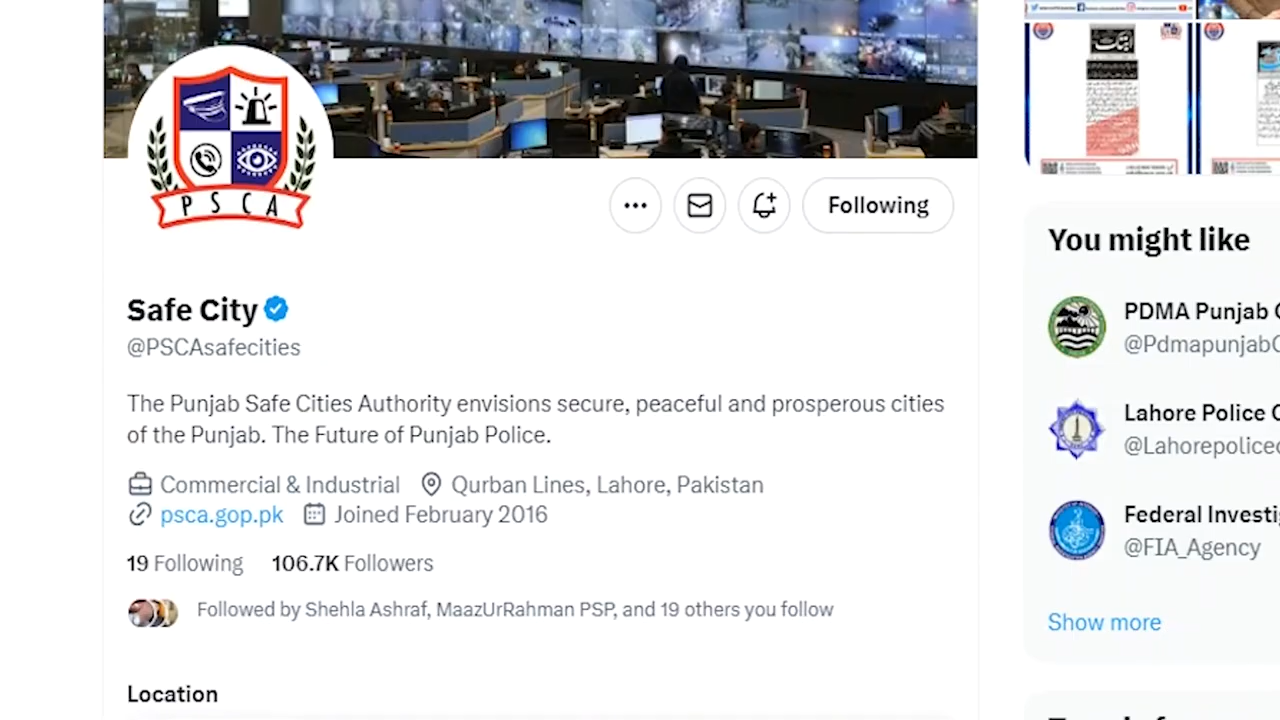 PSCA
Following
Safe City
@PSCAsafecities
The Punjab Safe Cities Authority envisions secure, peaceful and prosperous cities
of the Punjab. The Future of Punjab Police.
Commercial & Industrial Qurban Lines, Lahore, Pakistan
psca.gop.pk Joined February 2016
19 Following 106.7K Followers
Followed by Shehla Ashraf, MaazUrRahman PSP, and 19 others you follow
Location
You might like
PDMA Punjab
@Pdmapunjab
Lahore Police
@Lahorepolice
Federal
@FIA_Agency
Show more